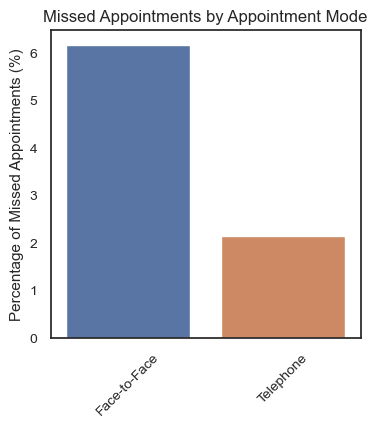 Missed Appointments by Appointment Mode
Percentage of Missed Appointments (%)
6
5
4
3
2
1
0
Face-to-Face
Telephone